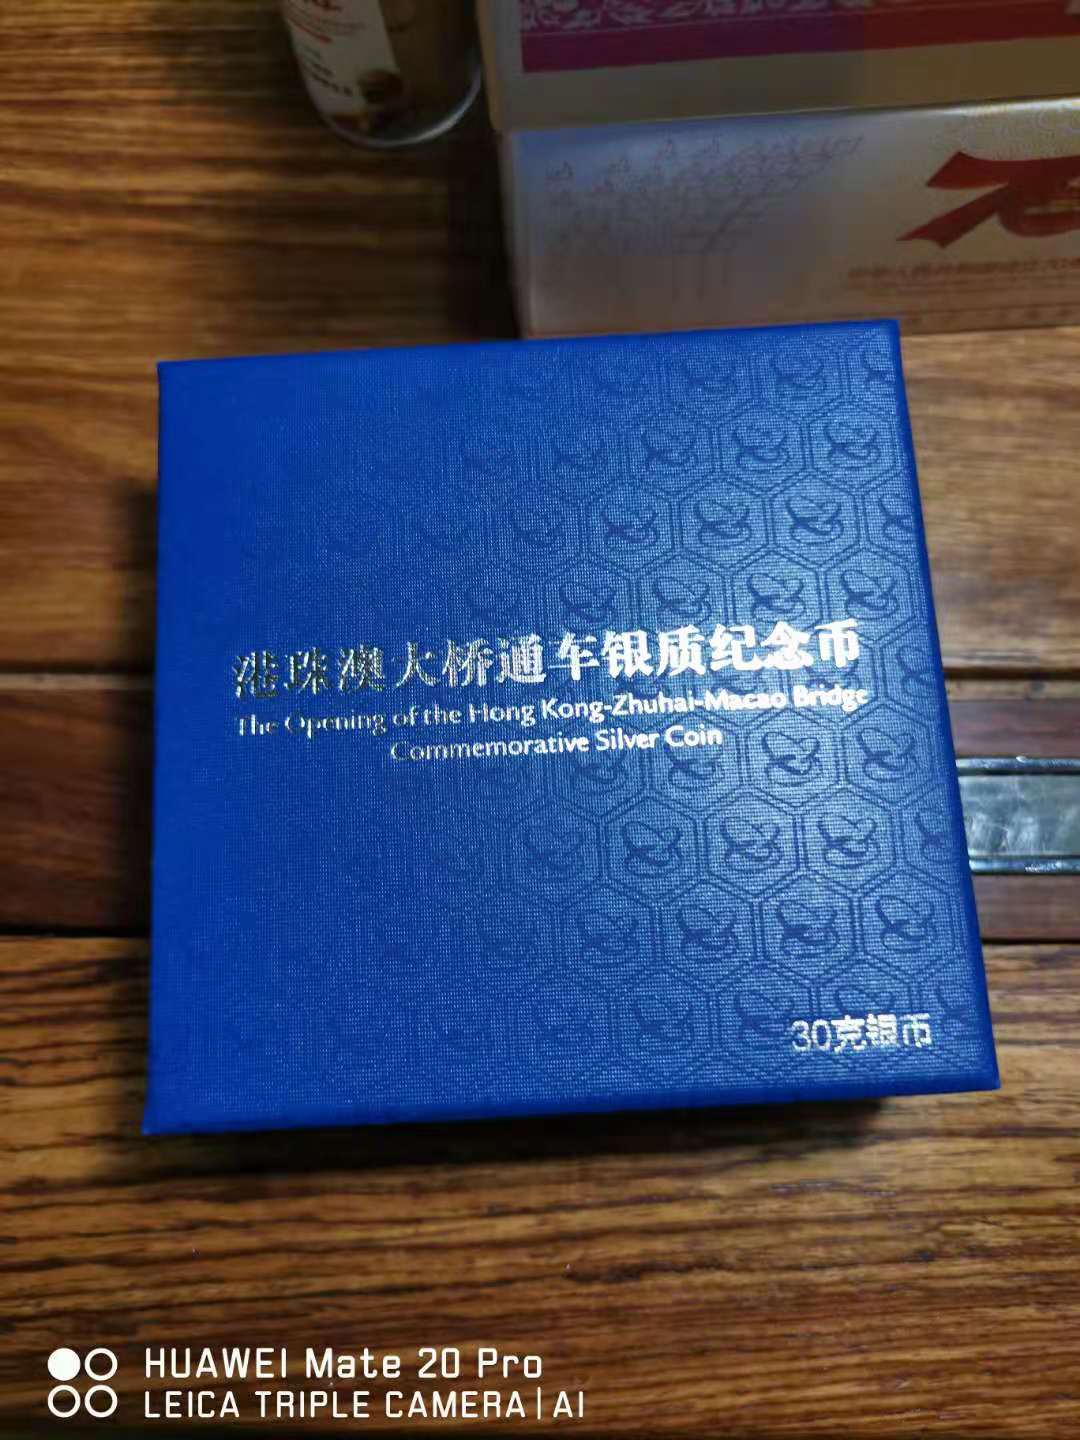 港珠澳大桥通车银质纪念币
The Opening of the Hong Kong-Zhuhai-Macao Bridge
Commemorative Silver Coin
30克银币
HUAWEI Mate 20 Pro
LEICA TRIPLE CAMERA | AI